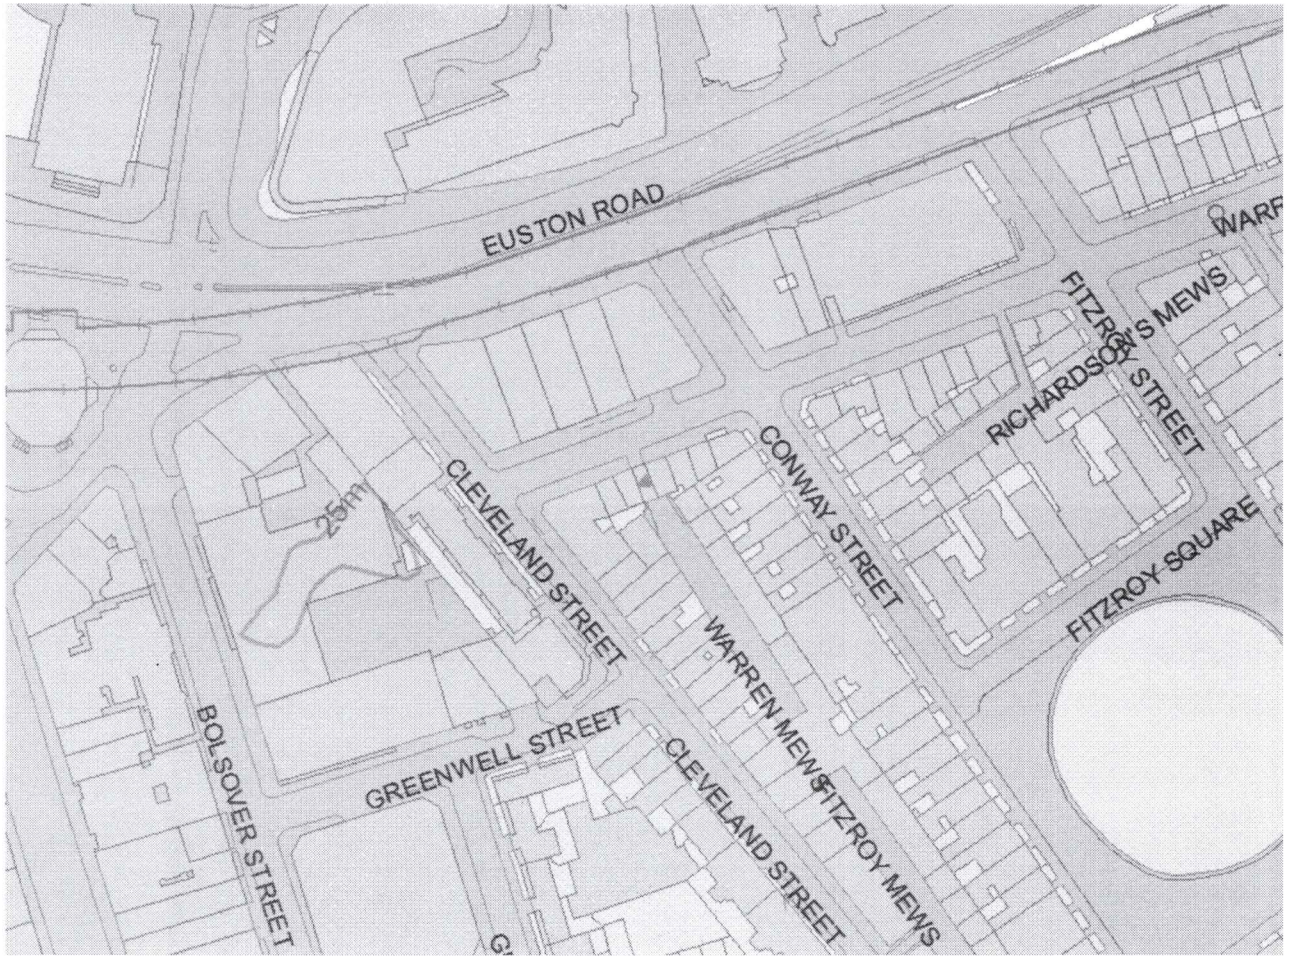 EUSTON ROAD
WARR
FITZROY STREET
RICHARDSON'S MEWS
CONWAY STREET
CLEVELAND STREET
25m
FITZROY SQUARE
WARREN MEWS
BOLSOVER STREET
GREENWELL STREET
CLEVELAND STREET
FITZROY MEWS